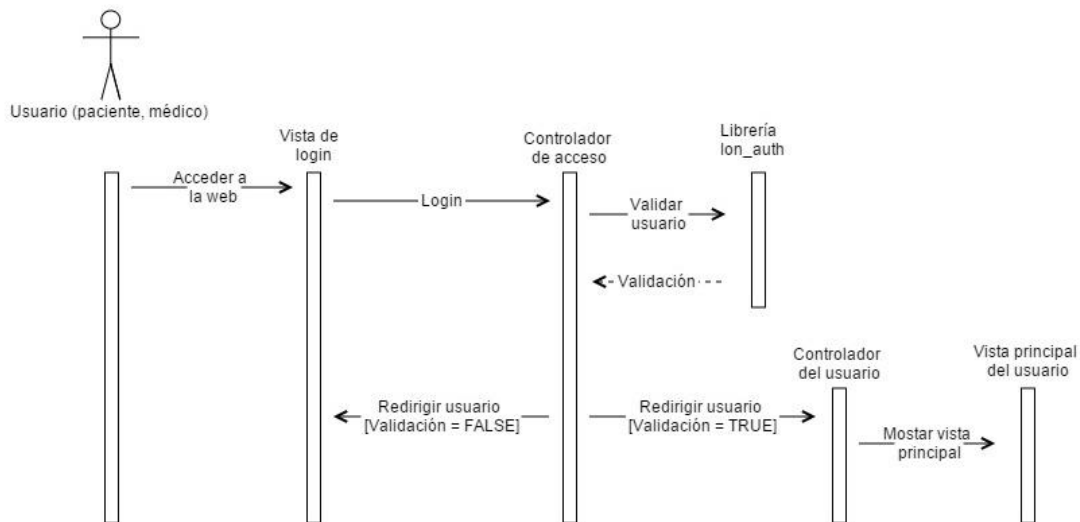 Usuario (paciente, médico)
Vista de
login
Controlador
de acceso
Librería
Ion_auth
Acceder a
la web
Login
Validar
usuario
Validación
Controlador
del usuario
Vista principal
del usuario
Redirigir usuario
[Validación = FALSE]
Redirigir usuario
[Validación = TRUE]
Mostar vista
principal